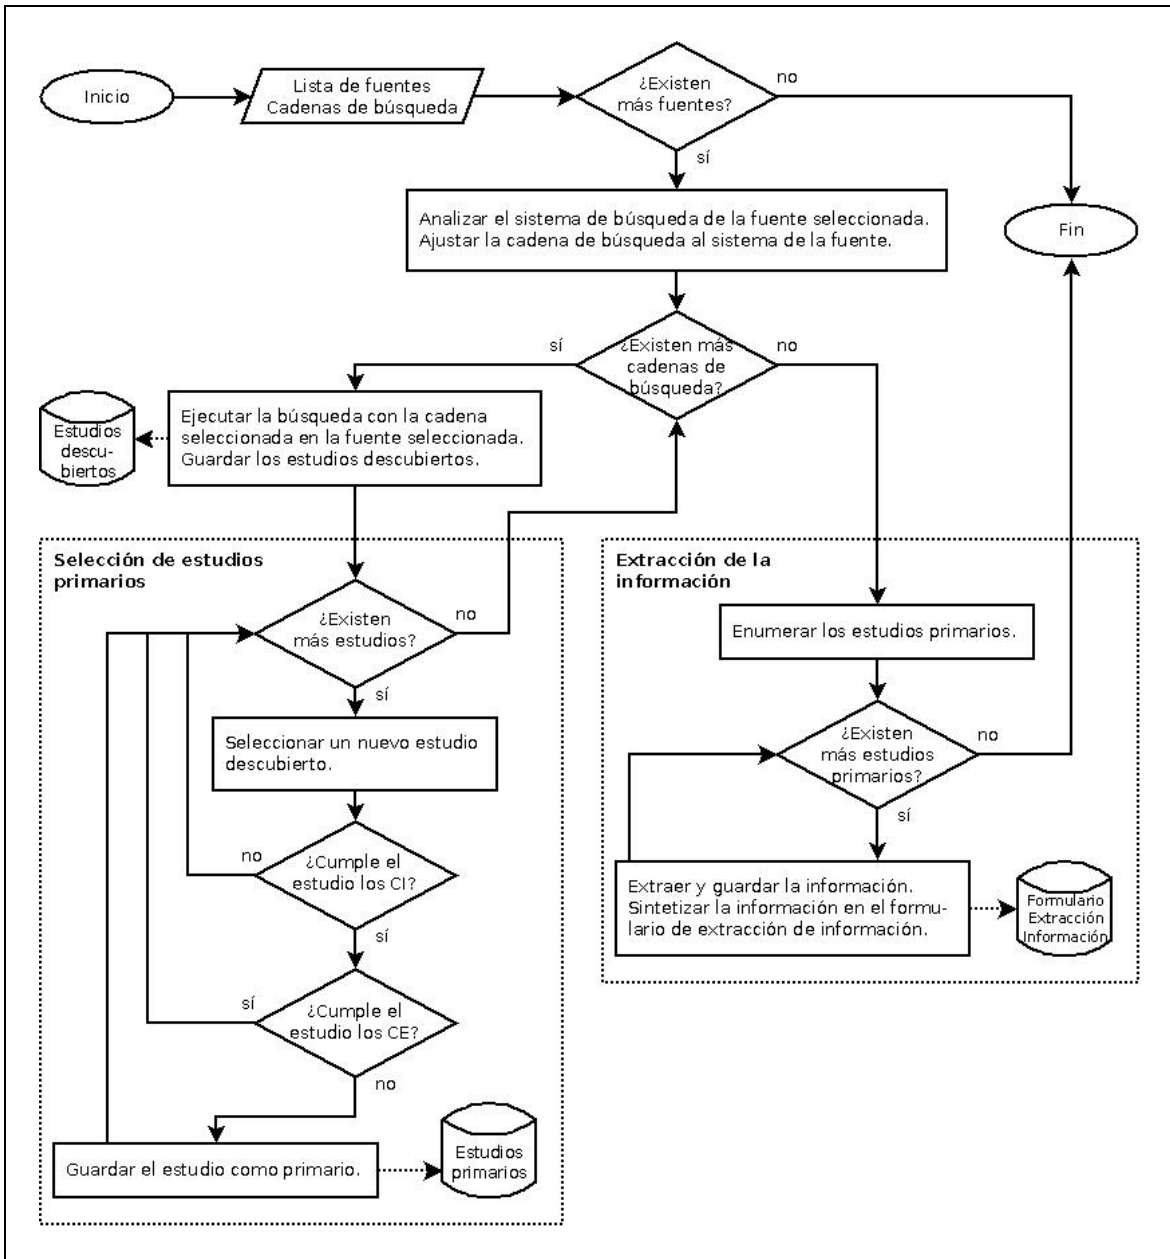 Inicio
Lista de fuentes
Cadenas de búsqueda
¿Existen
más fuentes?
no
sí
Analizar el sistema de búsqueda de la fuente seleccionada.
Ajustar la cadena de búsqueda al sistema de la fuente.
Fin
¿Existen más
cadenas de
búsqueda?
sí
no
Ejecutar la búsqueda con la cadena
seleccionada en la fuente seleccionada.
Guardar los estudios descubiertos.
Estudios
descu-
biertos
Selección de estudios
primarios
¿Existen
más estudios?
no
sí
Seleccionar un nuevo estudio
descubierto.
¿Cumple el
estudio los CI?
no
sí
¿Cumple el
estudio los CE?
sí
no
Guardar el estudio como primario.
Estudios
primarios
Extracción de la
información
Enumerar los estudios primarios.
¿Existen
más estudios
primarios?
no
sí
Extraer y guardar la información.
Sintetizar la información en el formu-
lario de extracción de información.
Formulario
Extracción
Información